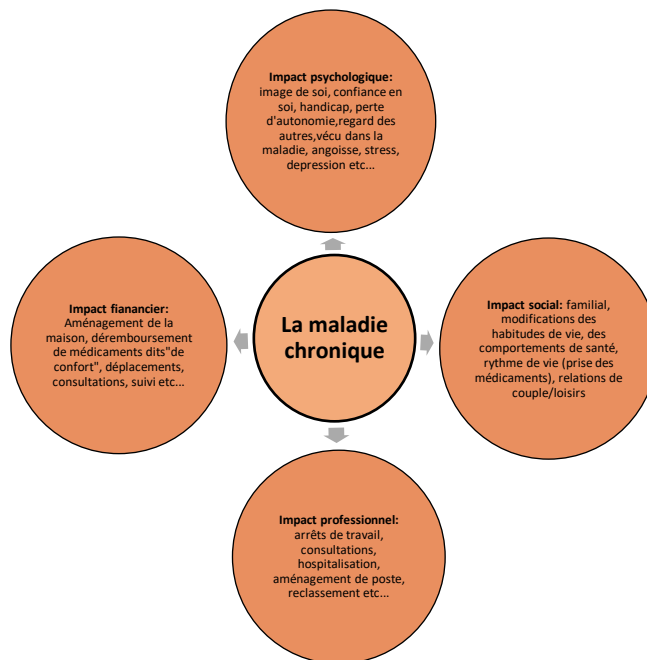 Impact psychologique:
image de soi, confiance en
soi, handicap, perte
d'autonomie,regard des
autres,vécu dans la
maladie, angoisse, stress,
depression etc...
Impact fianancier:
Aménagement de la
maison, déremboursement
de médicaments dits"de
confort", déplacements,
consultations, suivi etc...
La maladie
chronique
Impact social: familial,
modifications des
habitudes de vie, des
comportements de santé,
rythme de vie (prise des
médicaments), relations de
couple/loisirs
Impact professionnel:
arrêts de travail,
consultations,
hospitalisation,
aménagement de poste,
reclassement etc...